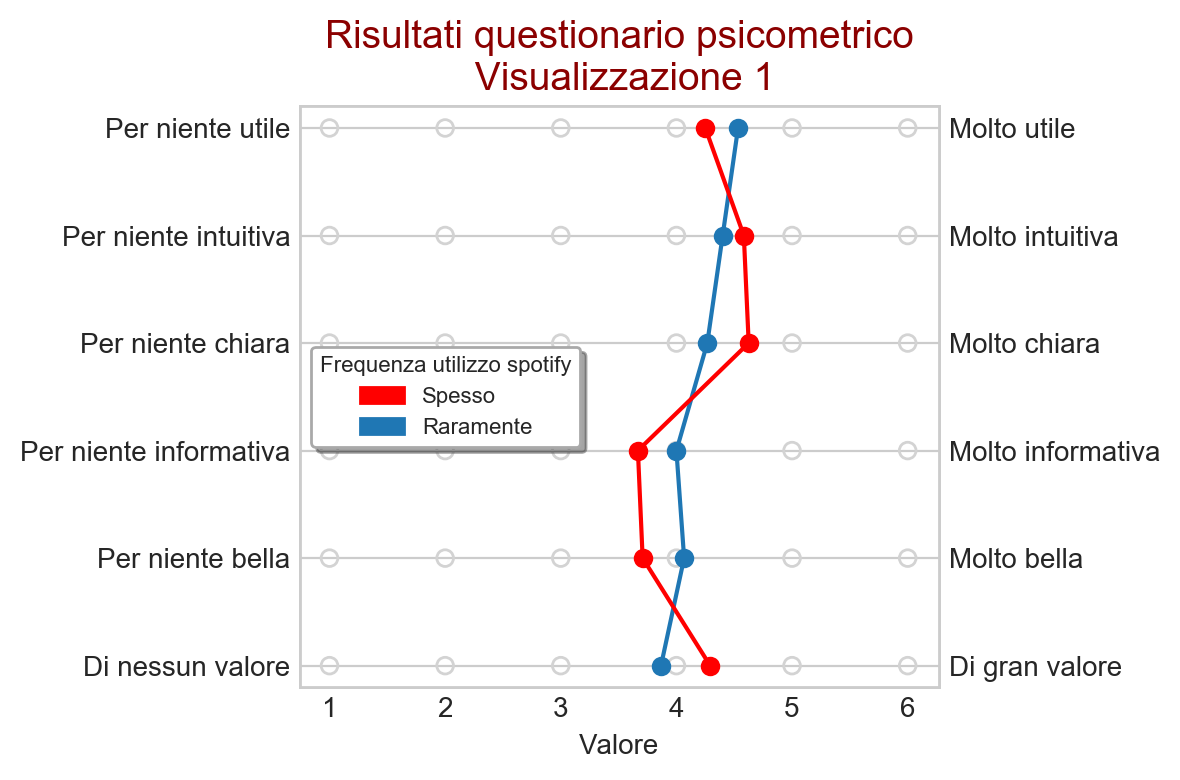 Risultati questionario psicometrico
Visualizzazione 1
Per niente utile
Molto utile
Per niente intuitiva
Molto intuitiva
Per niente chiara
Molto chiara
Frequenza utilizzo spotify
Spesso
Raramente
Per niente informativa
Molto informativa
Per niente bella
Molto bella
Di nessun valore
Di gran valore
1 2 3 4 5 6
Valore